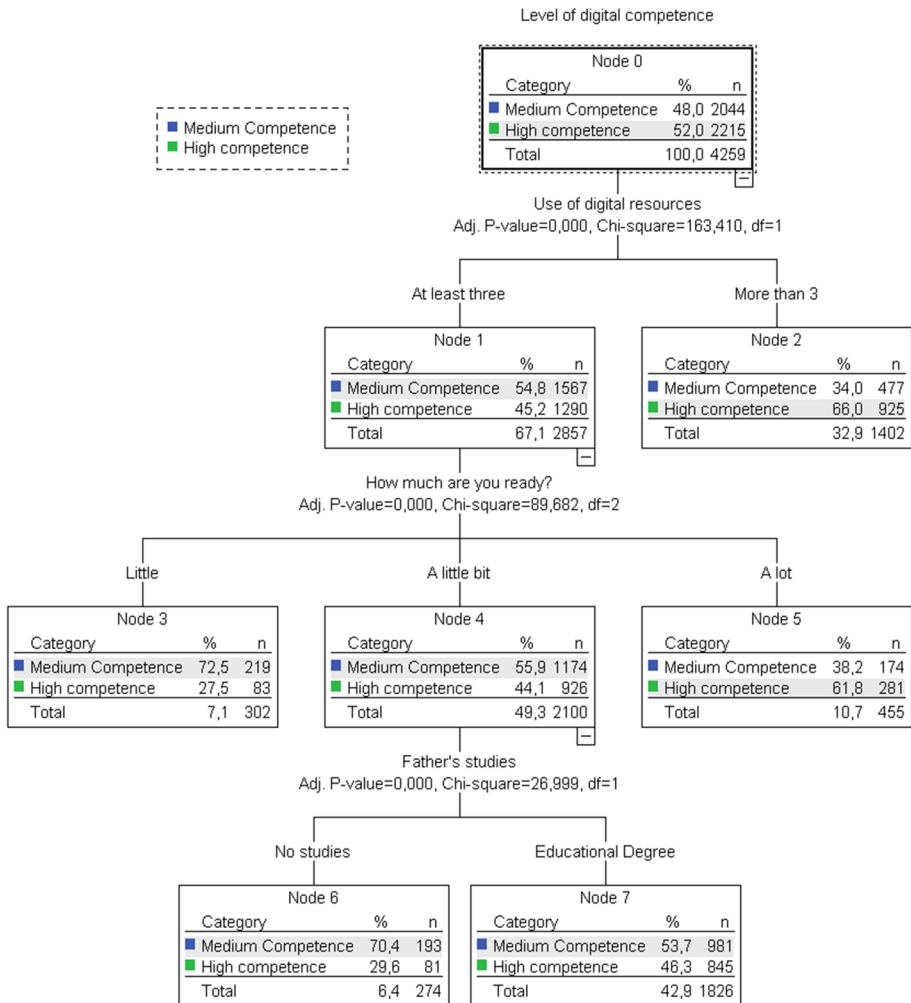 Level of digital competence
Node 0
Category % n
Medium Competence 48,0 2044
High competence 52,0 2215
Total 100,0 4259
Medium Competence
High competence
Use of digital resources
Adj. P-value=0,000, Chi-square=163,410, df=1
At least three
More than 3
Node 1
Category % n
Medium Competence 54,8 1567
High competence 45,2 1290
Total 67,1 2857
Node 2
Category % n
Medium Competence 34,0 477
High competence 66,0 925
Total 32,9 1402
How much are you ready?
Adj. P-value=0,000, Chi-square=89,682, df=2
Little
A little bit
A lot
Node 3
Category % n
Medium Competence 72,5 219
High competence 27,5 83
Total 7,1 302
Node 4
Category % n
Medium Competence 55,9 1174
High competence 44,1 926
Total 49,3 2100
Node 5
Category % n
Medium Competence 38,2 174
High competence 61,8 281
Total 10,7 455
Father's studies
Adj. P-value=0,000, Chi-square=26,999, df=1
No studies
Educational Degree
Node 6
Category % n
Medium Competence 70,4 193
High competence 29,6 81
Total 6,4 274
Node 7
Category % n
Medium Competence 53,7 981
High competence 46,3 845
Total 42,9 1826